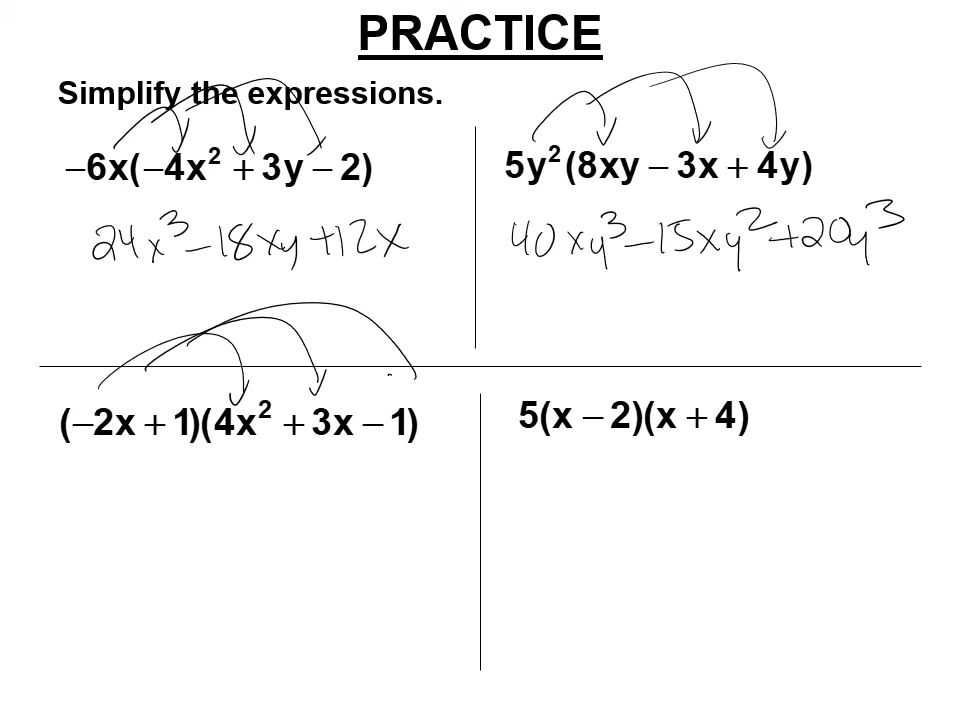 PRACTICE
Simplify the expressions.
−6x(−4x² + 3y − 2)
24x³ − 18xy + 12x
5y²(8xy − 3x + 4y)
40xy³ − 15xy² + 20y³
(−2x + 1)(4x² + 3x − 1)
5(x − 2)(x + 4)